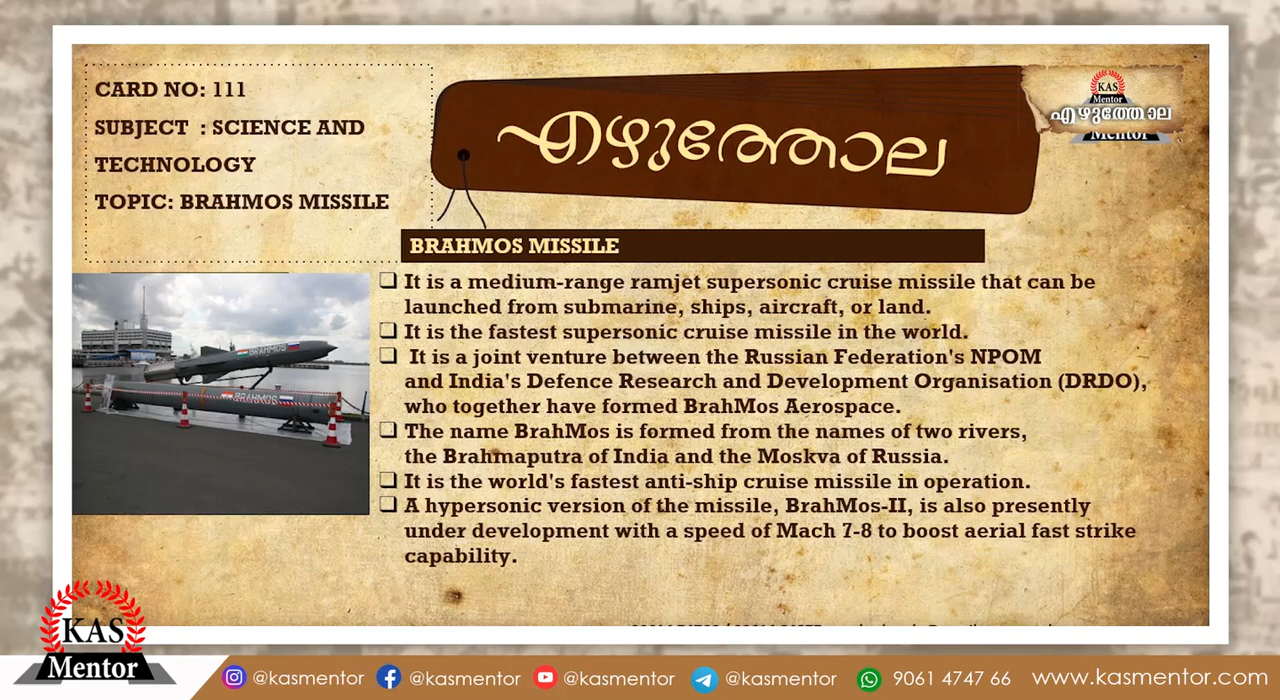 CARD NO: 111
SUBJECT : SCIENCE AND
TECHNOLOGY
TOPIC: BRAHMOS MISSILE
എഴുത്തോല
KAS
Mentor
എഴുത്തോല
Mentor
BRAHMOS MISSILE
❑ It is a medium-range ramjet supersonic cruise missile that can be
launched from submarine, ships, aircraft, or land.
❑ It is the fastest supersonic cruise missile in the world.
❑ It is a joint venture between the Russian Federation's NPOM
and India's Defence Research and Development Organisation (DRDO),
who together have formed BrahMos Aerospace.
❑ The name BrahMos is formed from the names of two rivers,
the Brahmaputra of India and the Moskva of Russia.
❑ It is the world's fastest anti-ship cruise missile in operation.
❑ A hypersonic version of the missile, BrahMos-II, is also presently
under development with a speed of Mach 7-8 to boost aerial fast strike
capability.
BRAHMOS
BRAHMOS
KAS
Mentor
@kasmentor @kasmentor @kasmentor @kasmentor 9061 4747 66 www.kasmentor.com